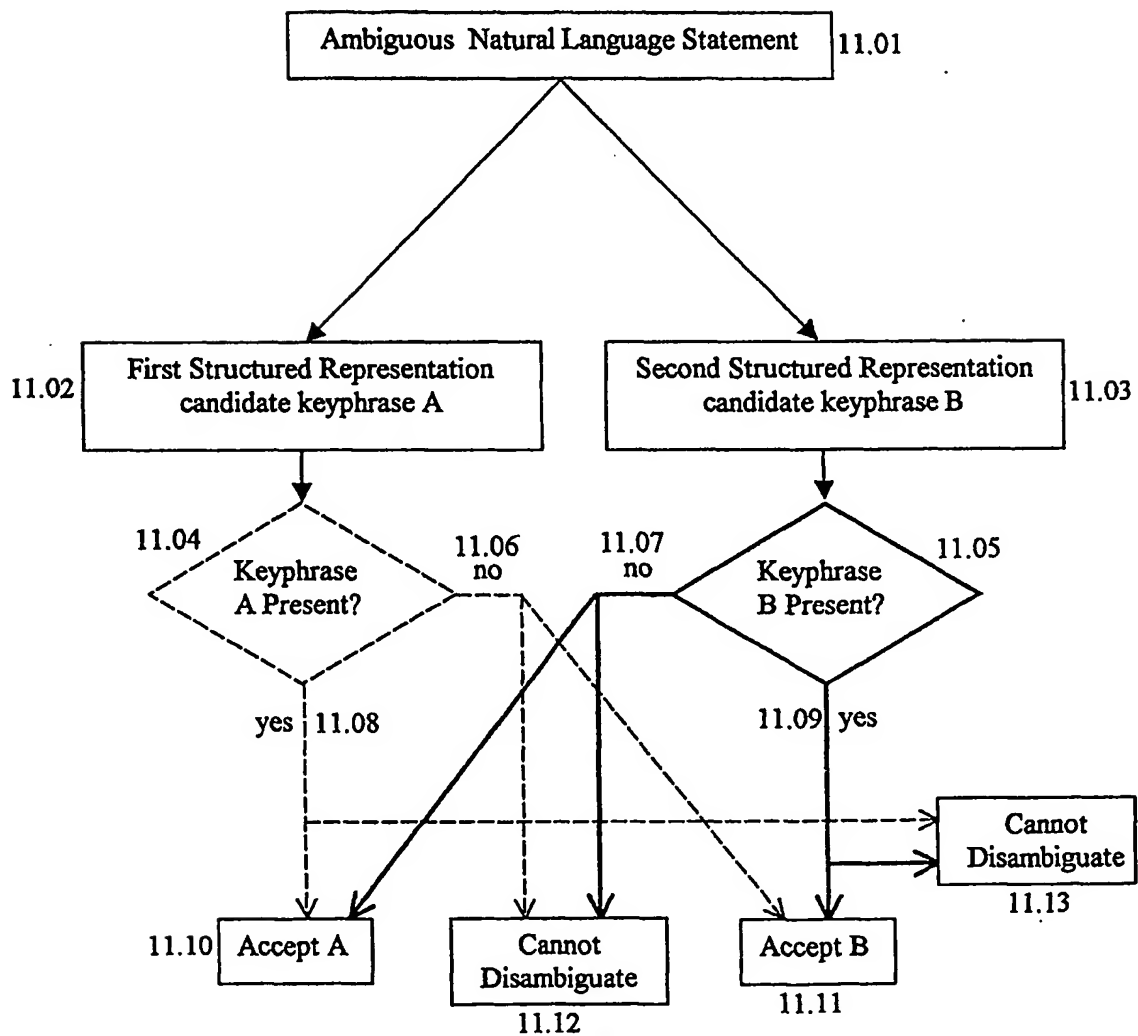 Ambiguous Natural Language Statement
11.01
First Structured Representation
candidate keyphrase A
11.02
Second Structured Representation
candidate keyphrase B
11.03
11.04
Keyphrase
A Present?
11.06
no
11.07
no
11.05
Keyphrase
B Present?
yes 11.08
11.09 yes
Cannot
Disambiguate
11.13
11.10
Accept A
Cannot
Disambiguate
11.12
Accept B
11.11